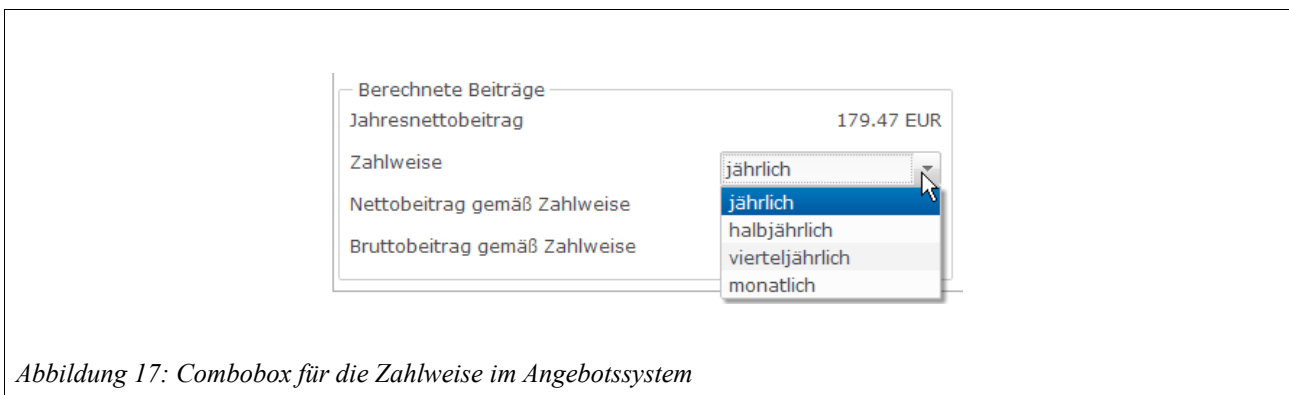 Berechnete Beiträge
Jahresnettobeitrag 179.47 EUR
Zahlweise jährlich
jährlich
Nettobeitrag gemäß Zahlweise
halbjährlich
Bruttobeitrag gemäß Zahlweise
vierteljährlich
monatlich
Abbildung 17: Combobox für die Zahlweise im Angebotssystem